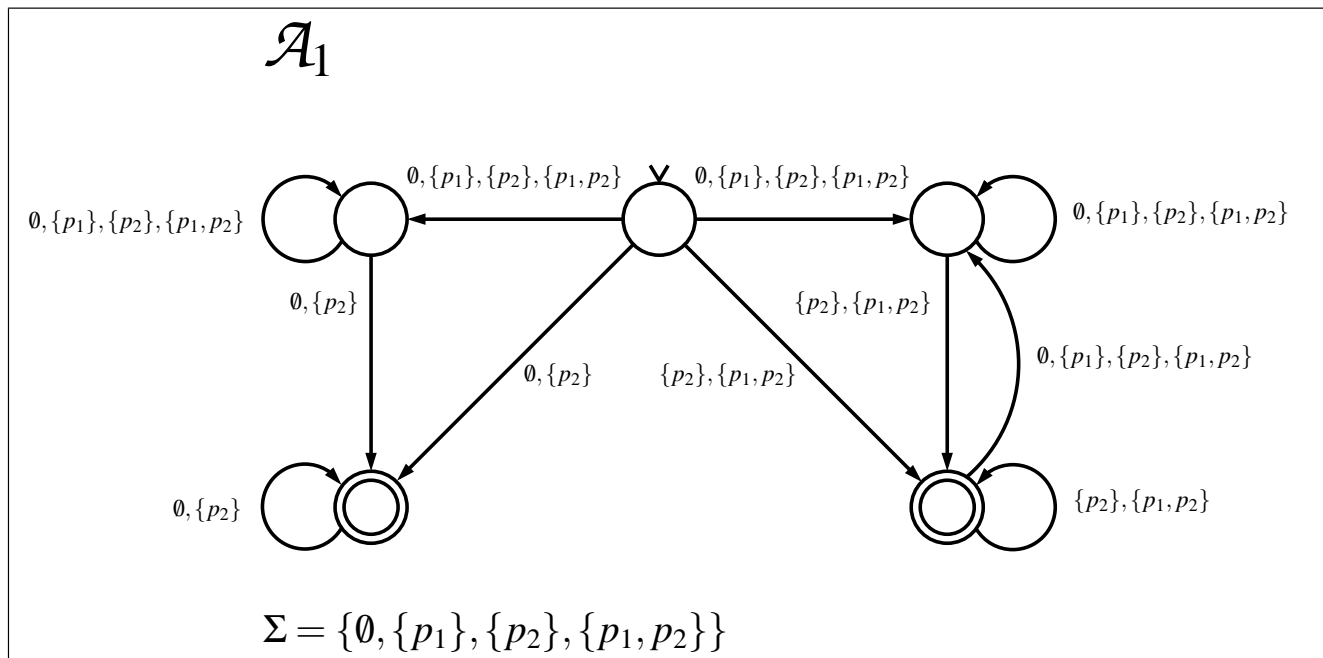 𝒜₁
∅, {p₁}, {p₂}, {p₁, p₂}
∅, {p₁}, {p₂}, {p₁, p₂}
∅, {p₁}, {p₂}, {p₁, p₂}
∅, {p₁}, {p₂}, {p₁, p₂}
∅, {p₂}
{p₂}, {p₁, p₂}
∅, {p₂}
{p₂}, {p₁, p₂}
∅, {p₁}, {p₂}, {p₁, p₂}
∅, {p₂}
{p₂}, {p₁, p₂}
Σ = {∅, {p₁}, {p₂}, {p₁, p₂}}